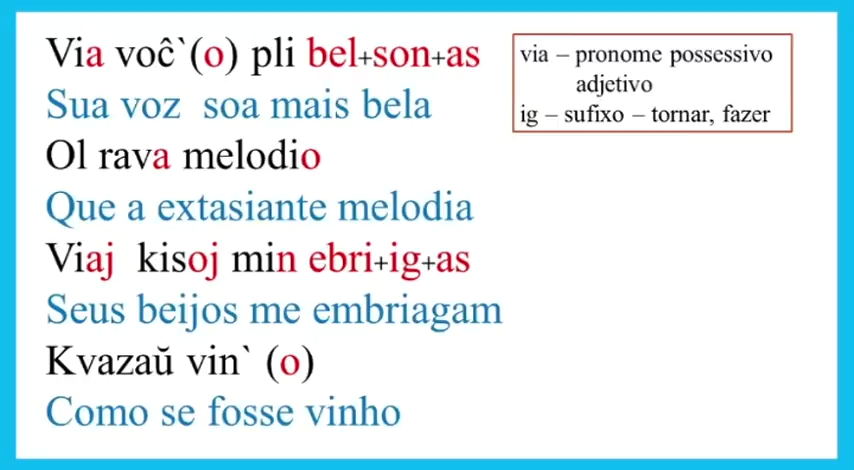 Via voĉ`(o) pli bel+son+as
Sua voz soa mais bela
Ol rava melodio
Que a extasiante melodia
Viaj kisoj min ebri+ig+as
Seus beijos me embriagam
Kvazaŭ vin` (o)
Como se fosse vinho
via – pronome possessivo
adjetivo
ig – sufixo – tornar, fazer